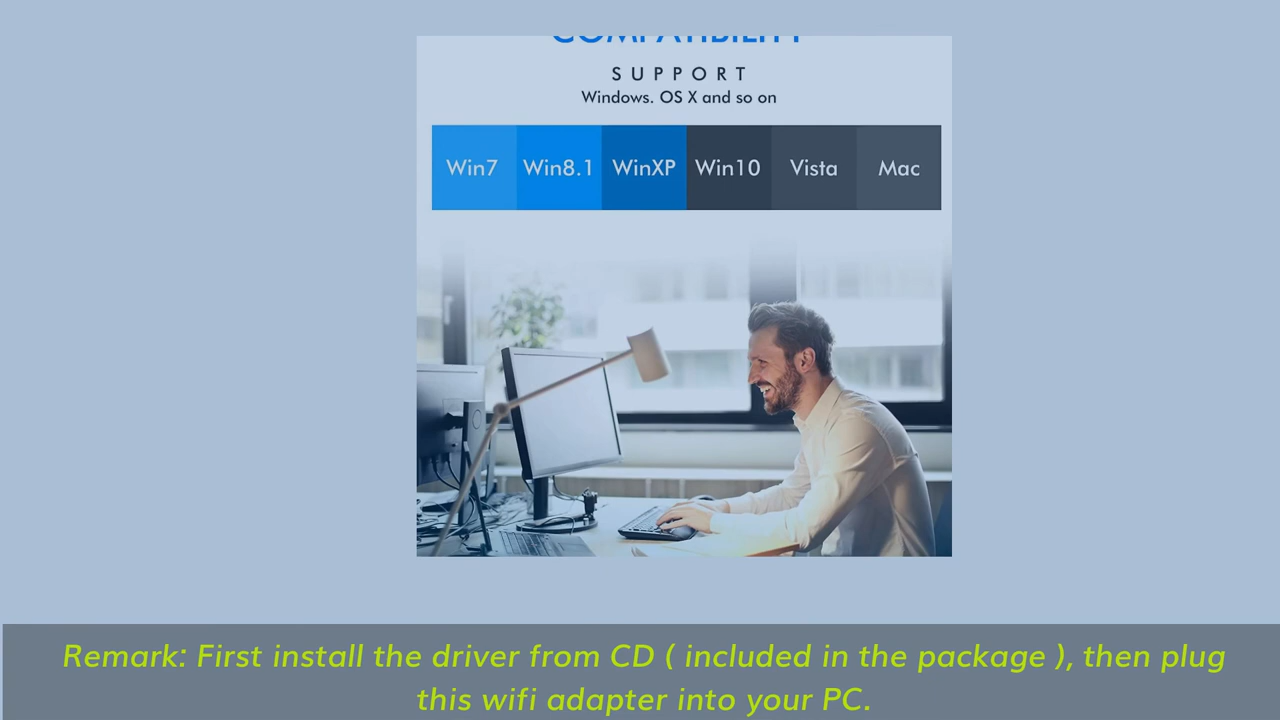 COMPATIBILITY
SUPPORT
Windows. OS X and so on
Win7 Win8.1 WinXP Win10 Vista Mac
Remark: First install the driver from CD ( included in the package ), then plug
this wifi adapter into your PC.